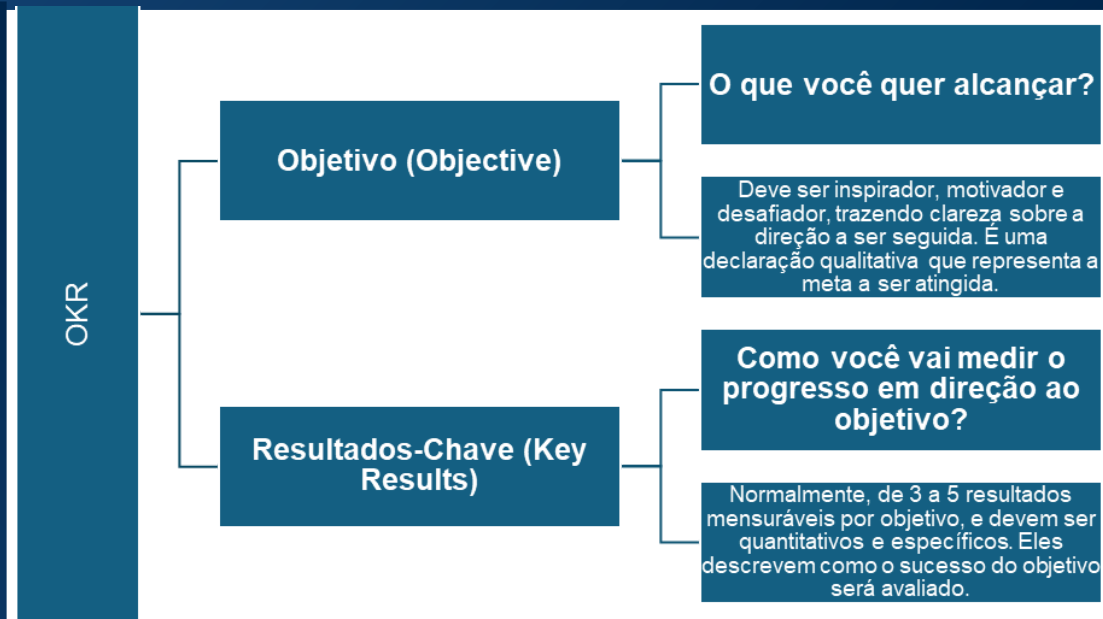 OKR
Objetivo (Objective)
O que você quer alcançar?
Deve ser inspirador, motivador e
desafiador, trazendo clareza sobre a
direção a ser seguida. É uma
declaração qualitativa que representa a
meta a ser atingida.
Resultados-Chave (Key
Results)
Como você vai medir o
progresso em direção ao
objetivo?
Normalmente, de 3 a 5 resultados
mensuráveis por objetivo, e devem ser
quantitativos e específicos. Eles
descrevem como o sucesso do objetivo
será avaliado.